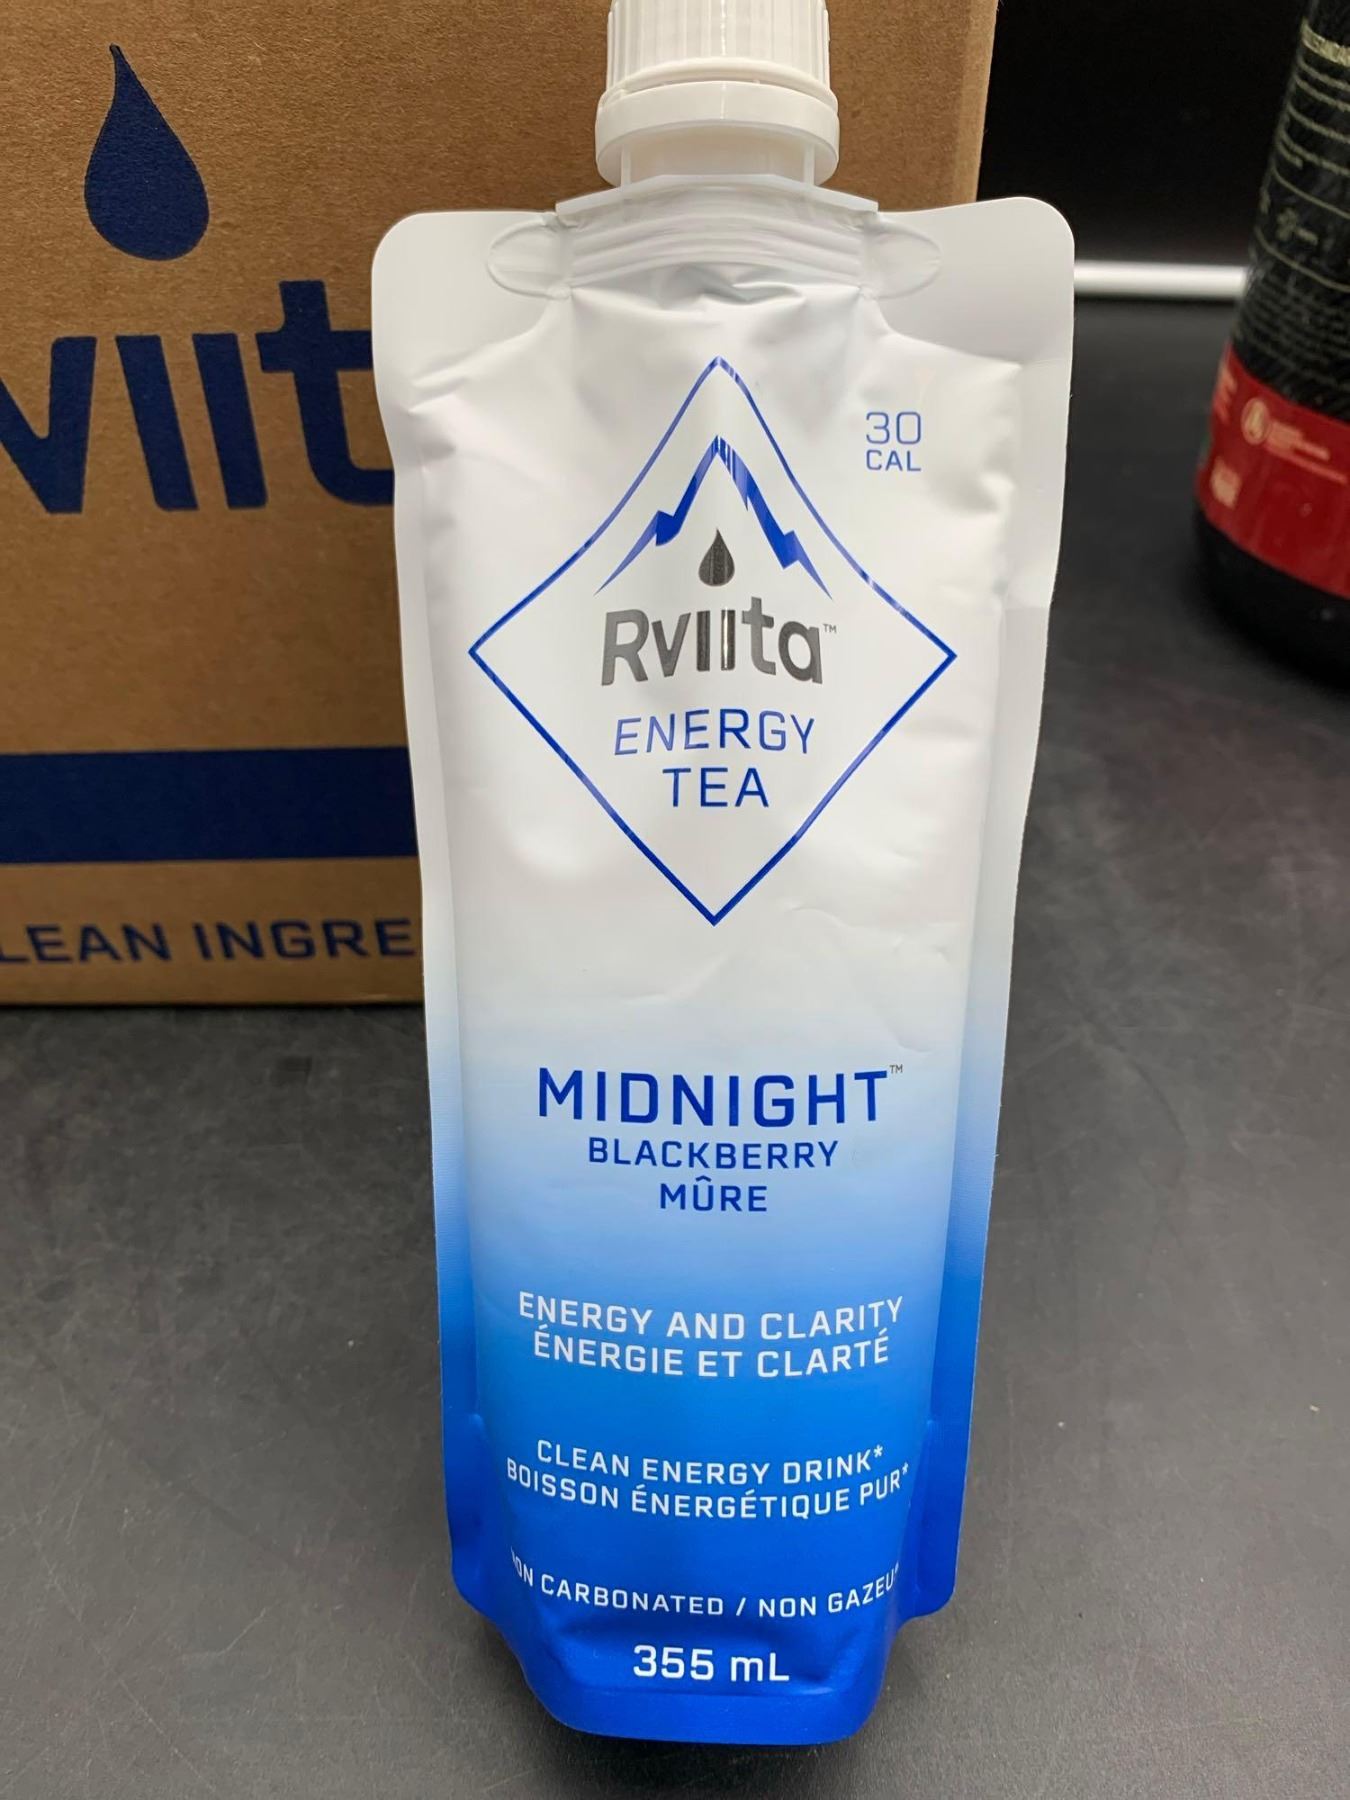 viit
LEAN INGRE
30
CAL
Rviita™
ENERGY
TEA
MIDNIGHT™
BLACKBERRY
MÛRE
ENERGY AND CLARITY
ÉNERGIE ET CLARTÉ
CLEAN ENERGY DRINK*
BOISSON ÉNERGÉTIQUE PUR*
ON CARBONATED / NON GAZEU
355 mL